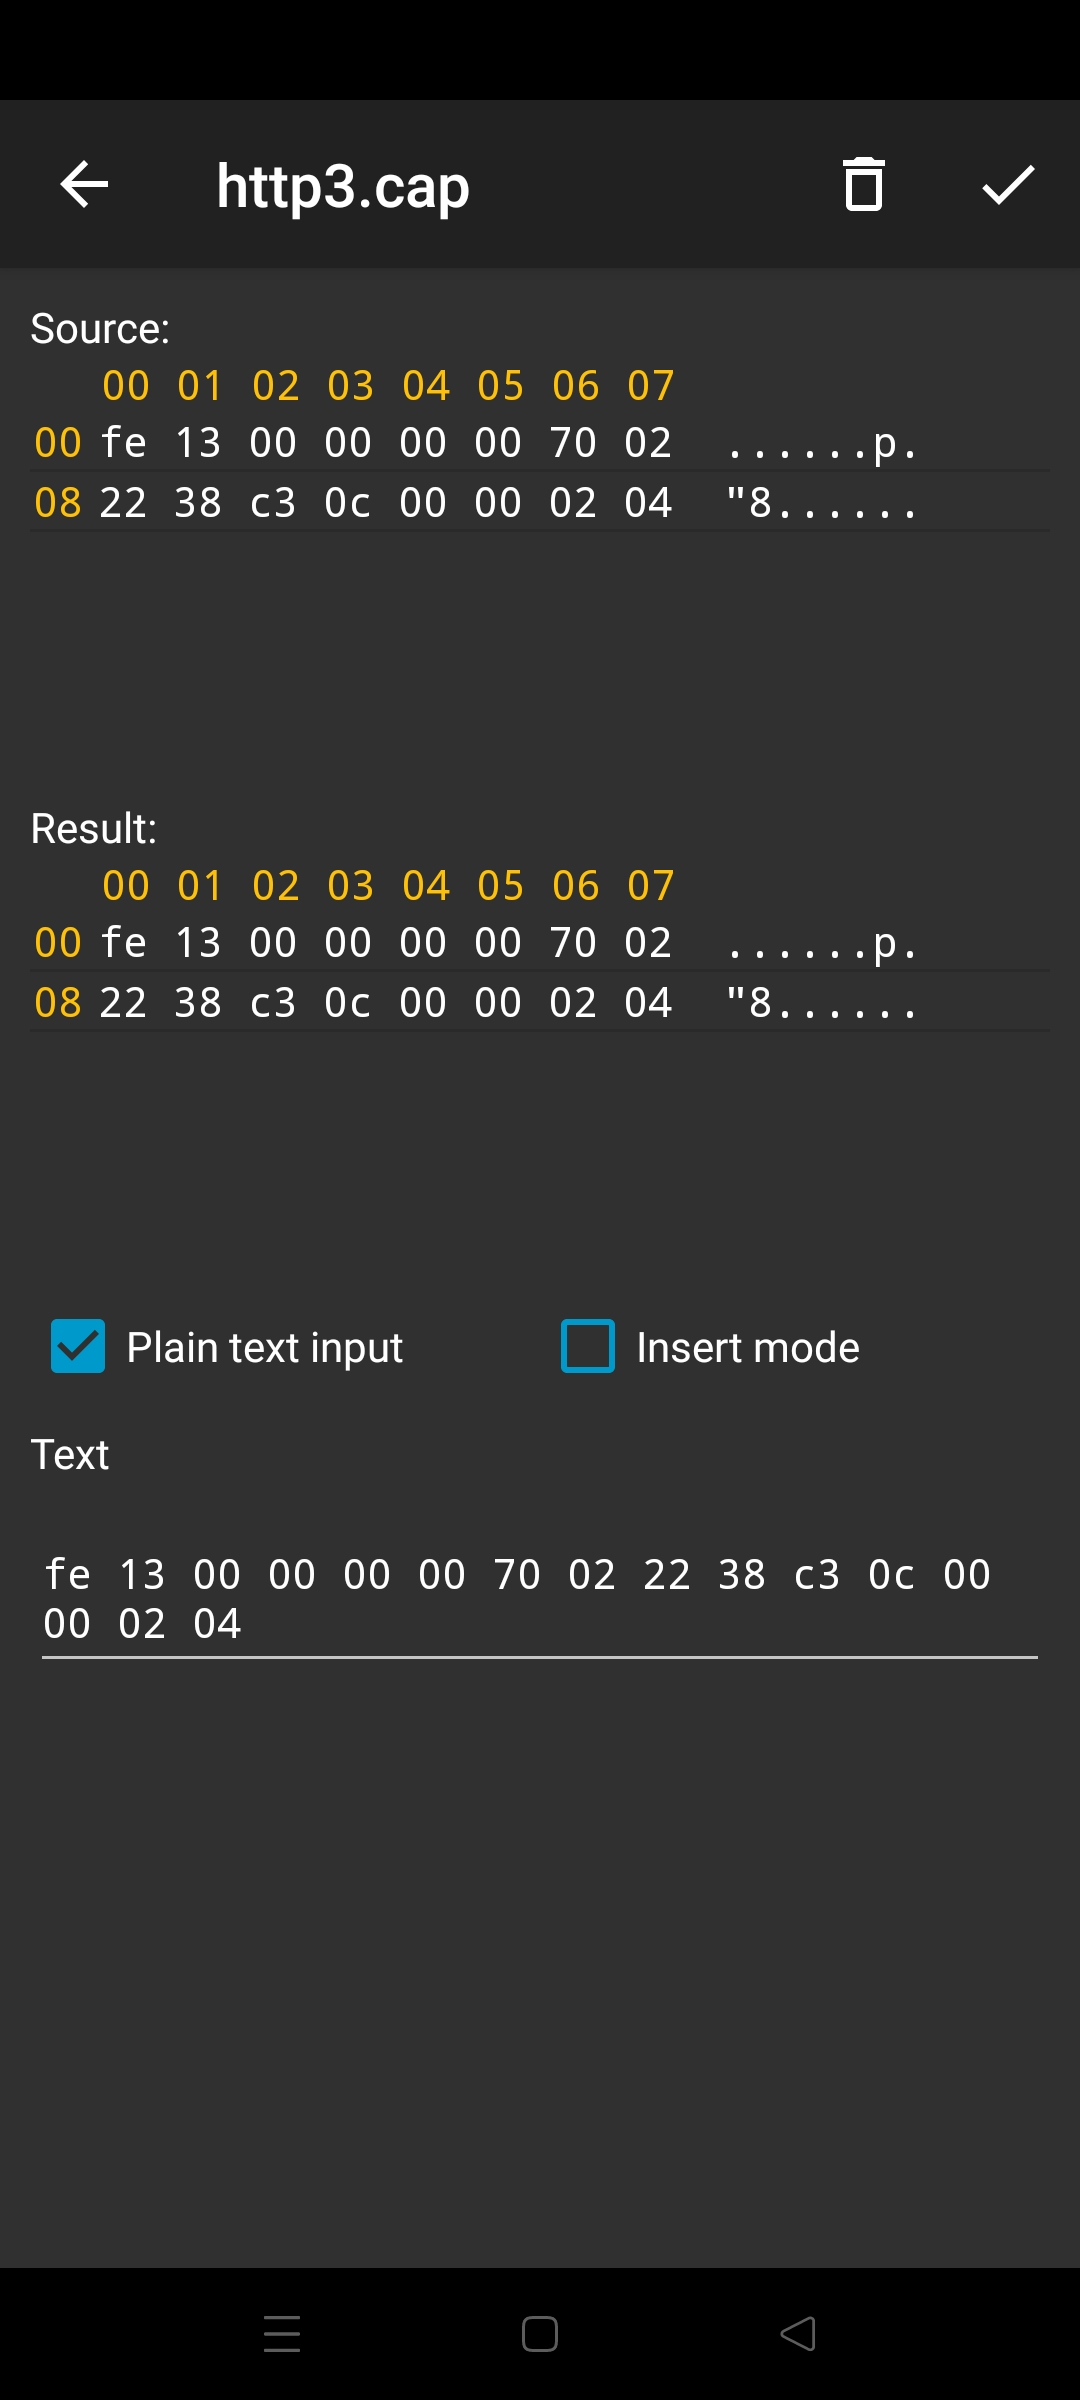 http3.cap
Source:
00 01 02 03 04 05 06 07
00 fe 13 00 00 00 00 70 02 ......p.
08 22 38 c3 0c 00 00 02 04 "8......
Result:
00 01 02 03 04 05 06 07
00 fe 13 00 00 00 00 70 02 ......p.
08 22 38 c3 0c 00 00 02 04 "8......
Plain text input Insert mode
Text
fe 13 00 00 00 00 70 02 22 38 c3 0c 00
00 02 04